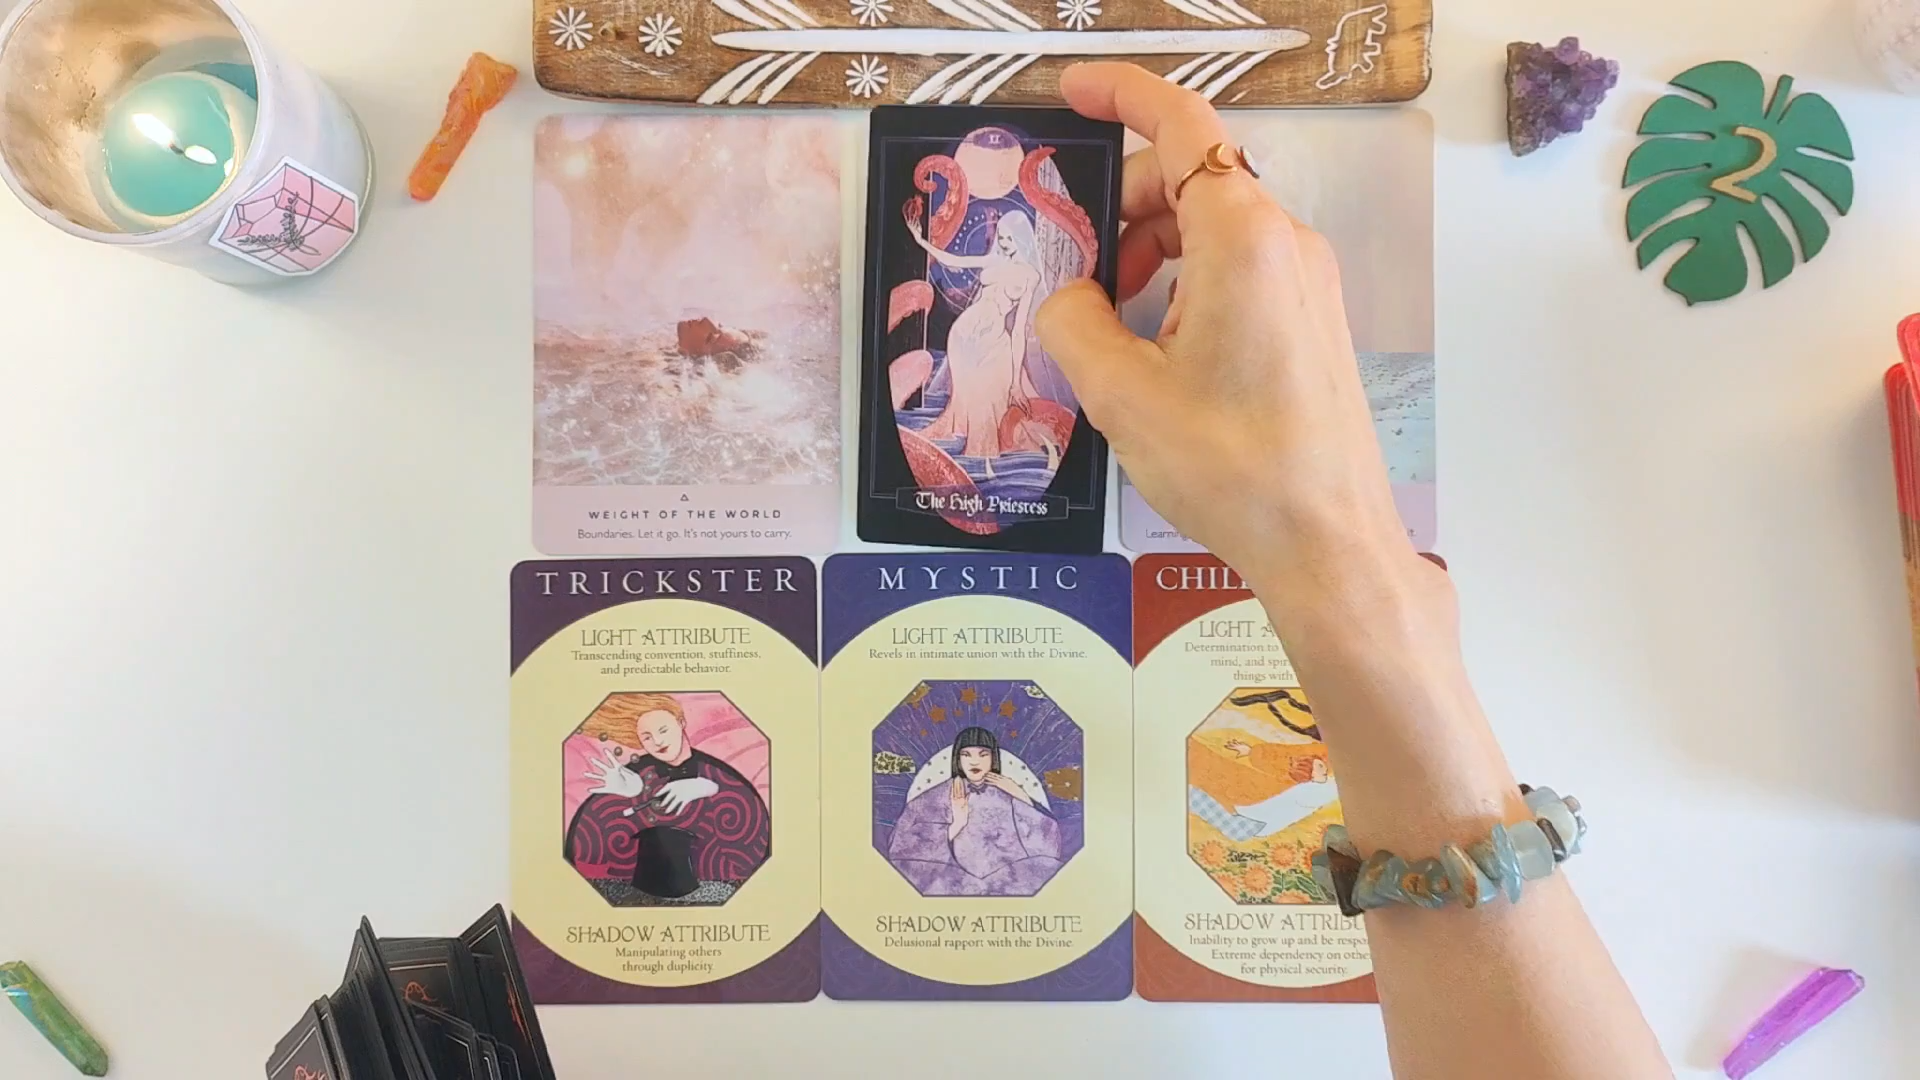 II
The High Priestess
2
WEIGHT OF THE WORLD
Boundaries. Let it go. It's not yours to carry.
Learning
t.
TRICKSTER
LIGHT ATTRIBUTE
Transcending convention, stuffiness,
and predictable behavior.
SHADOW ATTRIBUTE
Manipulating others
through duplicity.
MYSTIC
LIGHT ATTRIBUTE
Revels in intimate union with the Divine.
SHADOW ATTRIBUTE
Delusional rapport with the Divine.
CHIL
LIGHT A
Determination to
mind, and spir
things with
SHADOW ATTRIBU
Inability to grow up and be respo
Extreme dependency on othe
for physical security.